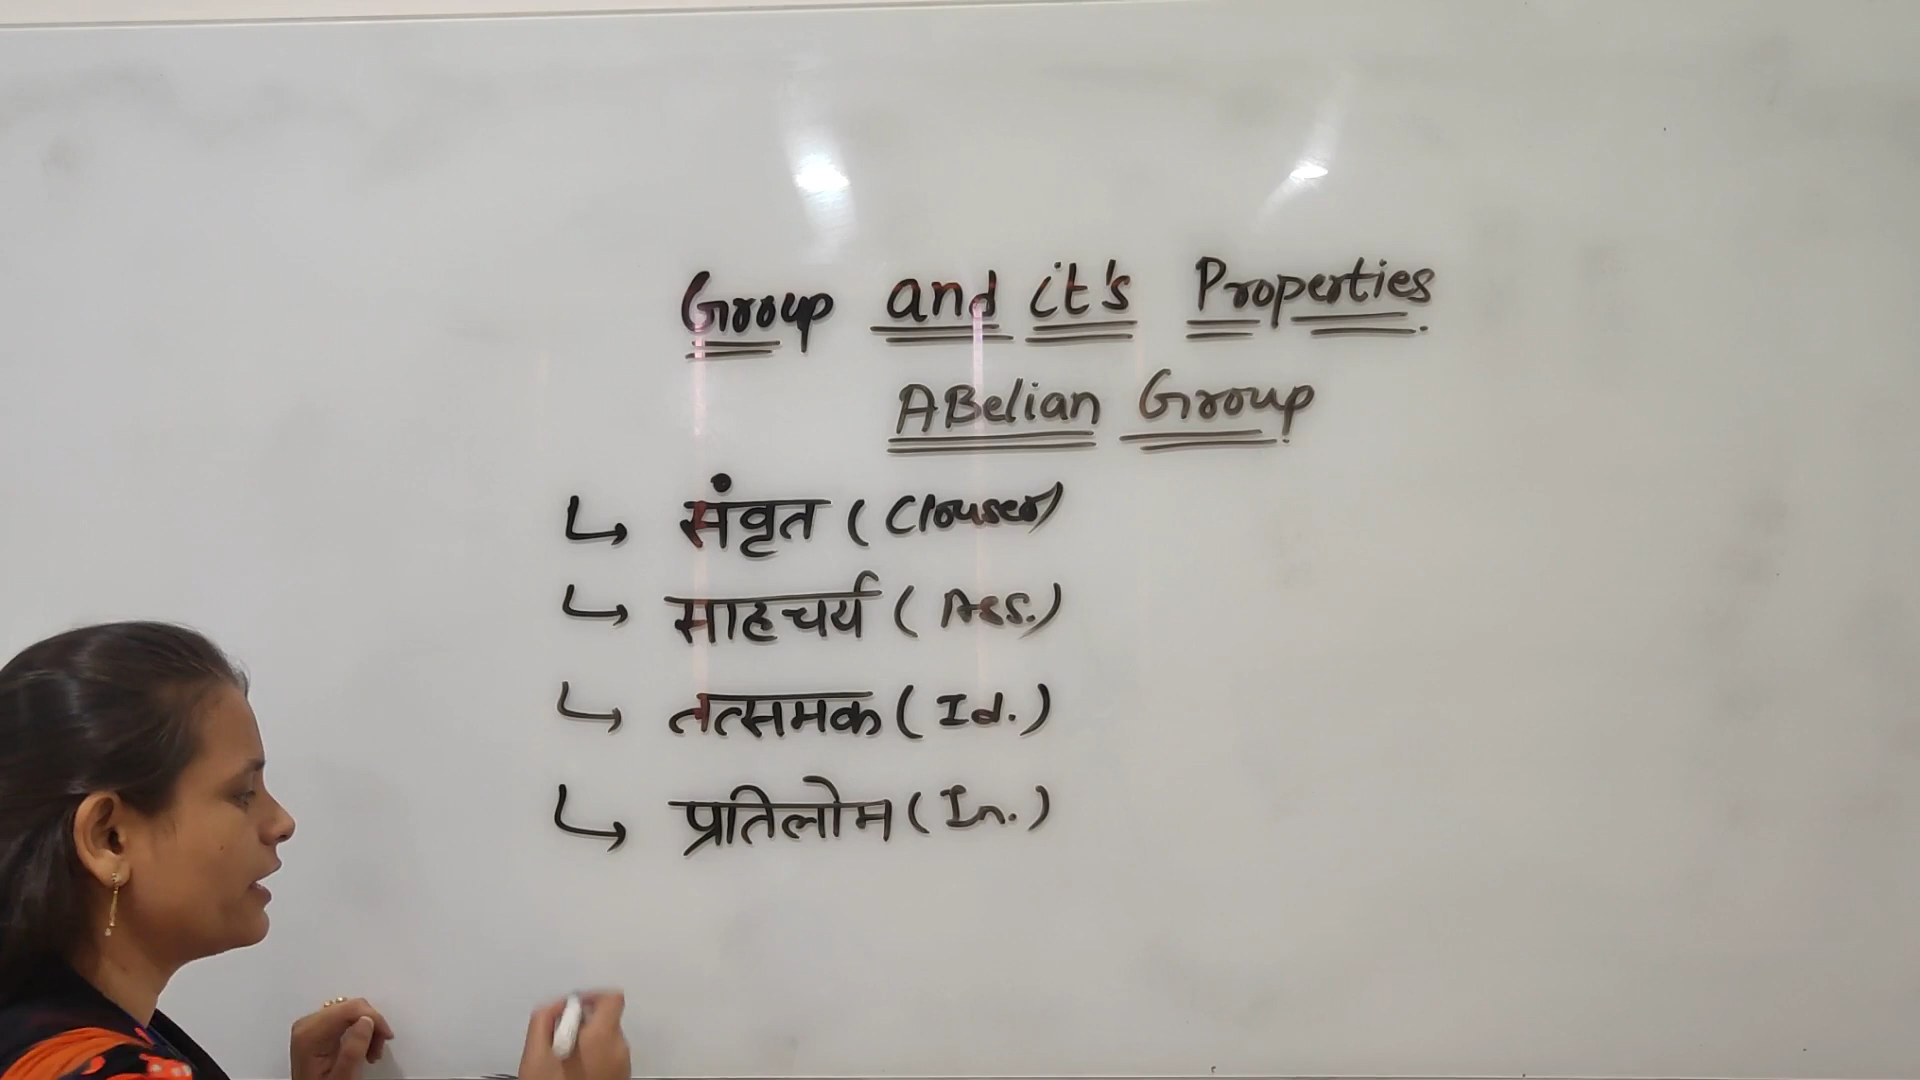 Group and it's Properties.
ABelian Group.
↳ संवृत (Clouser)
↳ साहचर्य (Ass.)
↳ तत्समक (Id.)
↳ प्रतिलोम (In.)